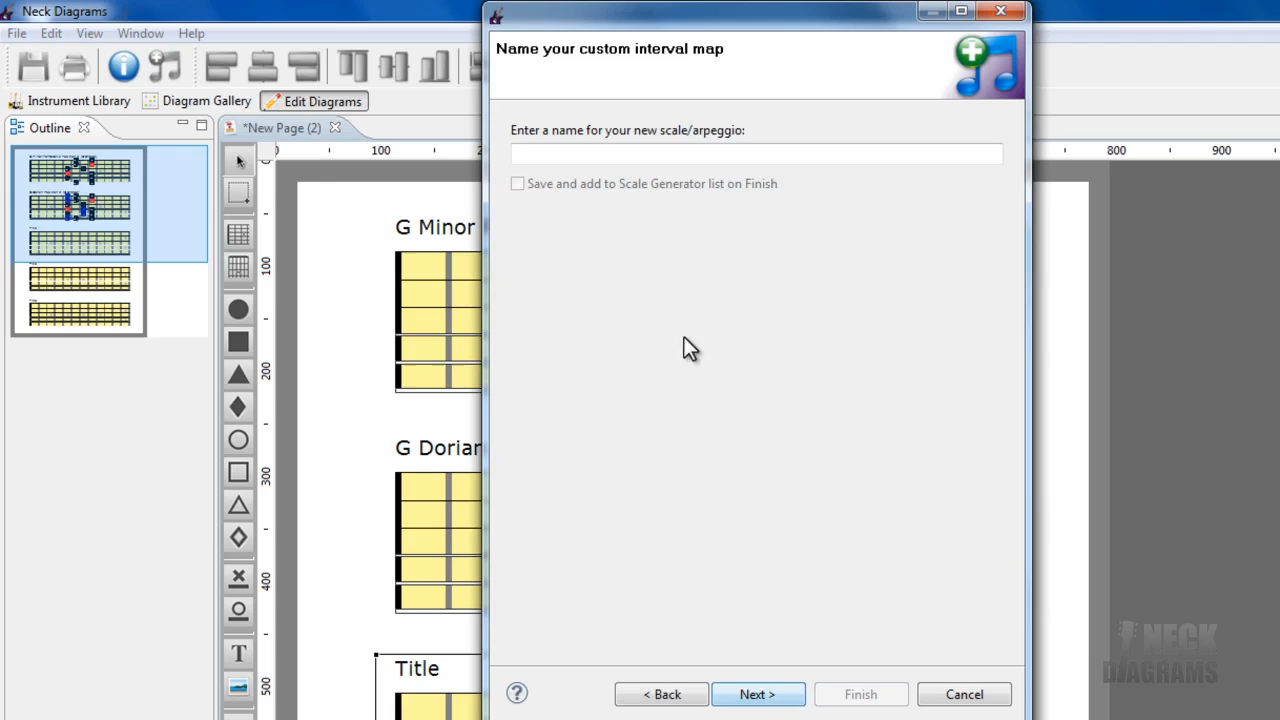 Neck Diagrams
File Edit View Window Help
Name your custom interval map
Instrument Library Diagram Gallery Edit Diagrams
Outline
*New Page (2)
100
800
900
Enter a name for your new scale/arpeggio:
Save and add to Scale Generator list on Finish
G Minor
100
200
G Dorian
300
400
Title
500
T
? < Back Next > Finish Cancel
NECK
DIAGRAMS